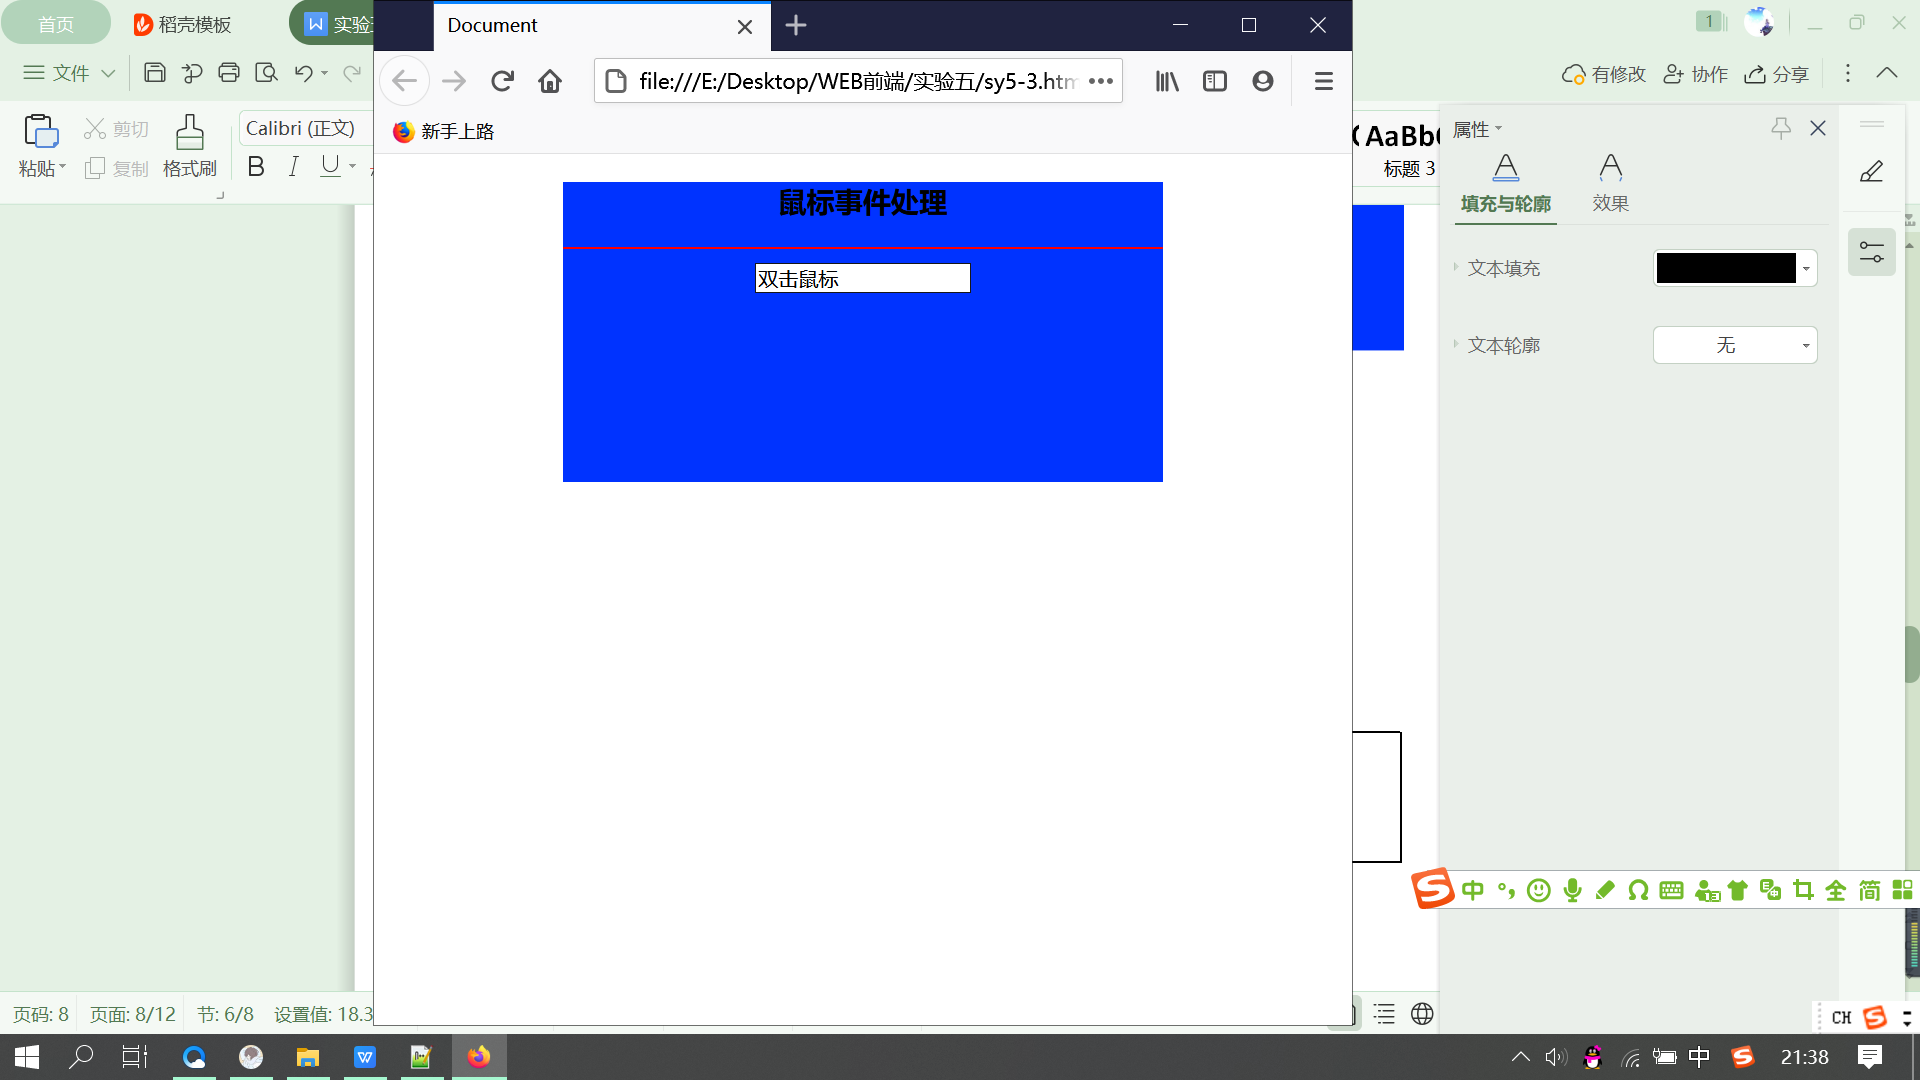 首页
稻壳模板
实验五
Document
1
文件
file:///E:/Desktop/WEB前端/实验五/sy5-3.htm
有修改
协作
分享
粘贴
剪切
复制
格式刷
Calibri (正文)
B I U
新手上路
AaBb
标题 3
属性
填充与轮廓
效果
文本填充
文本轮廓
无
鼠标事件处理
双击鼠标
中
全
简
页码: 8
页面: 8/12
节: 6/8
设置值: 18.3
CH
中
21:38